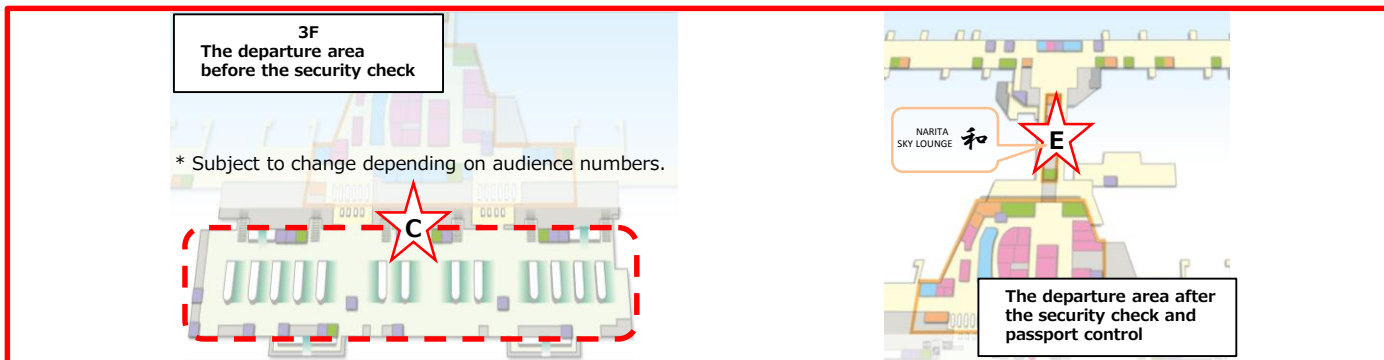 3F
The departure area
before the security check
* Subject to change depending on audience numbers.
C
NARITA
SKY LOUNGE 和
E
The departure area after
the security check and
passport control